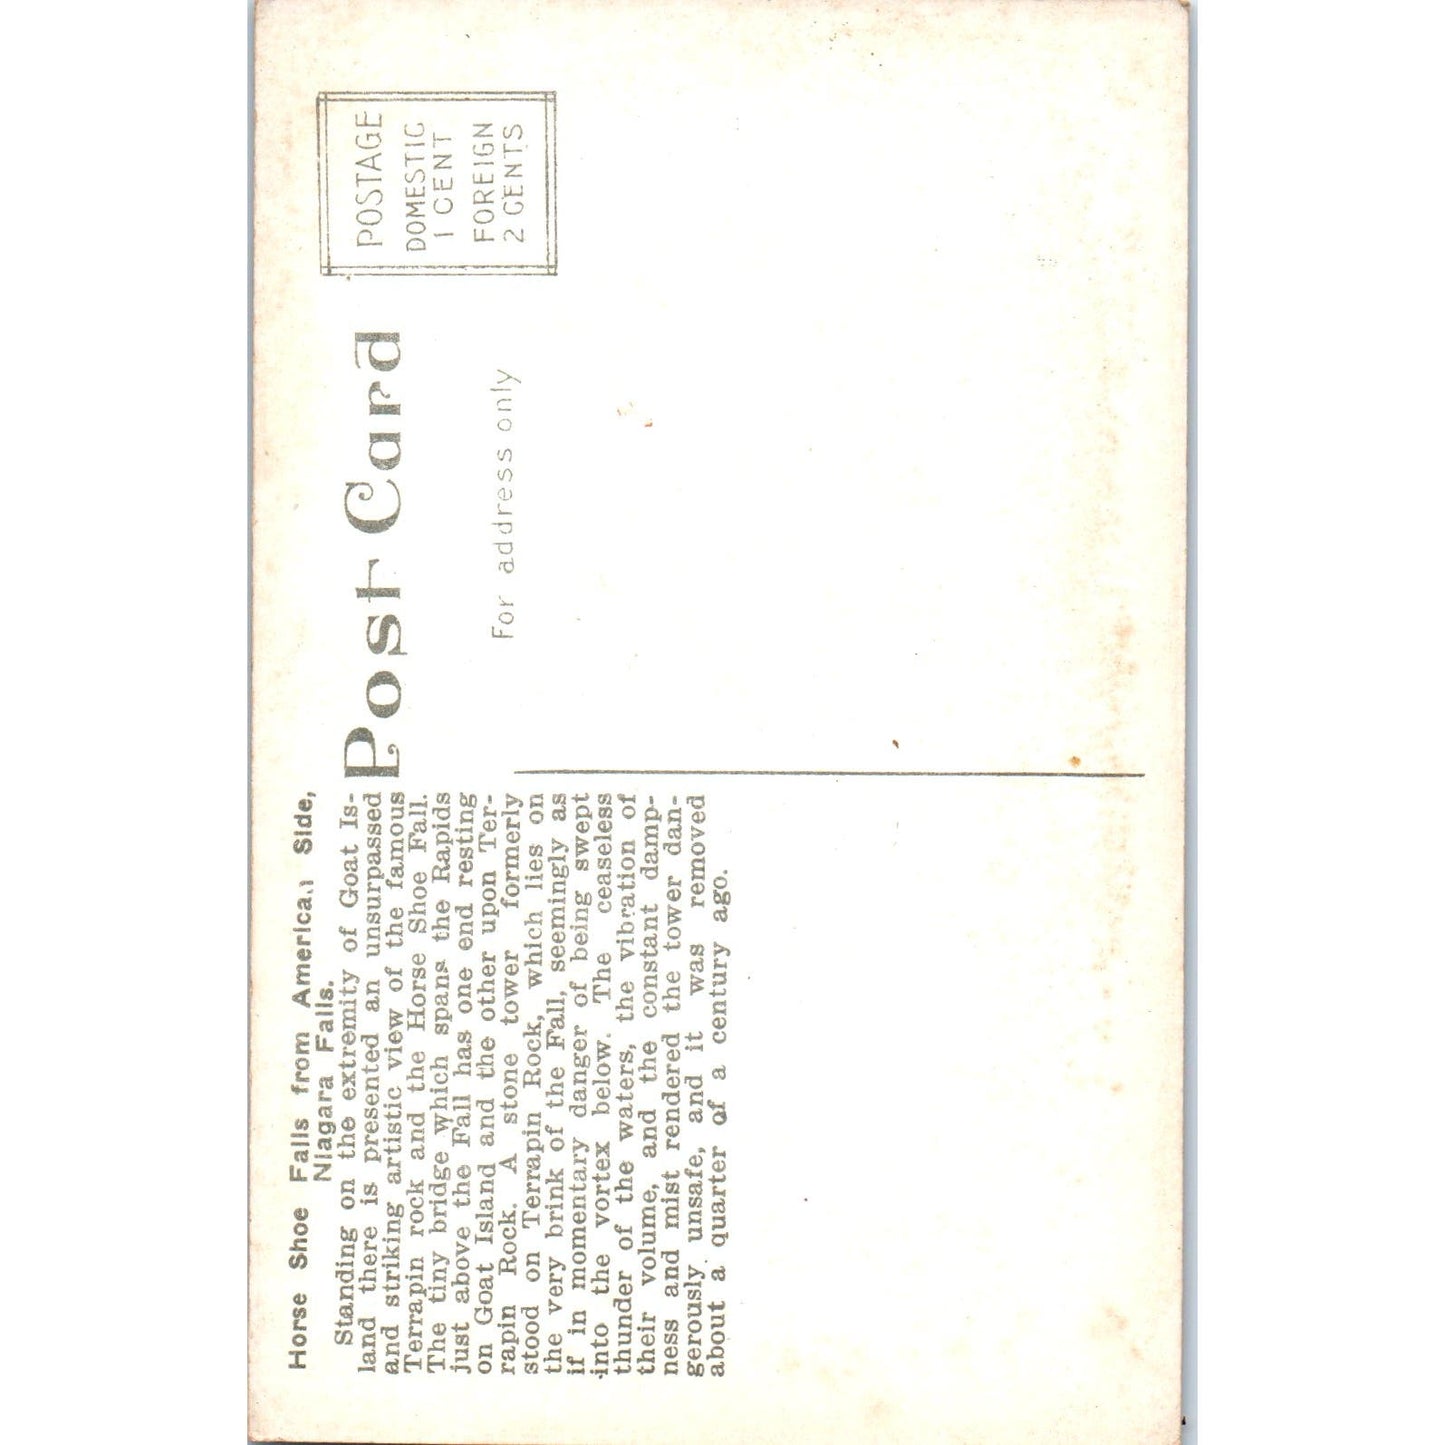 Horse Shoe Falls from American Side,
Niagara Falls.
Standing on the extremity of Goat Is-
land there is presented an unsurpassed
and striking artistic view of the famous
Terrapin rock and the Horse Shoe Fall.
The tiny bridge which spans the Rapids
just above the Fall has one end resting
on Goat Island and the other upon Ter-
rapin Rock. A stone tower formerly
stood on Terrapin Rock, which lies on
the very brink of the Fall, seemingly as
if in momentary danger of being swept
into the vortex below. The ceaseless
thunder of the waters, the vibration of
their volume, and the constant damp-
ness and mist rendered the tower dan-
gerously unsafe, and it was removed
about a quarter of a century ago.
Post Card
For address only
POSTAGE
DOMESTIC
1 CENT
FOREIGN
2 CENTS